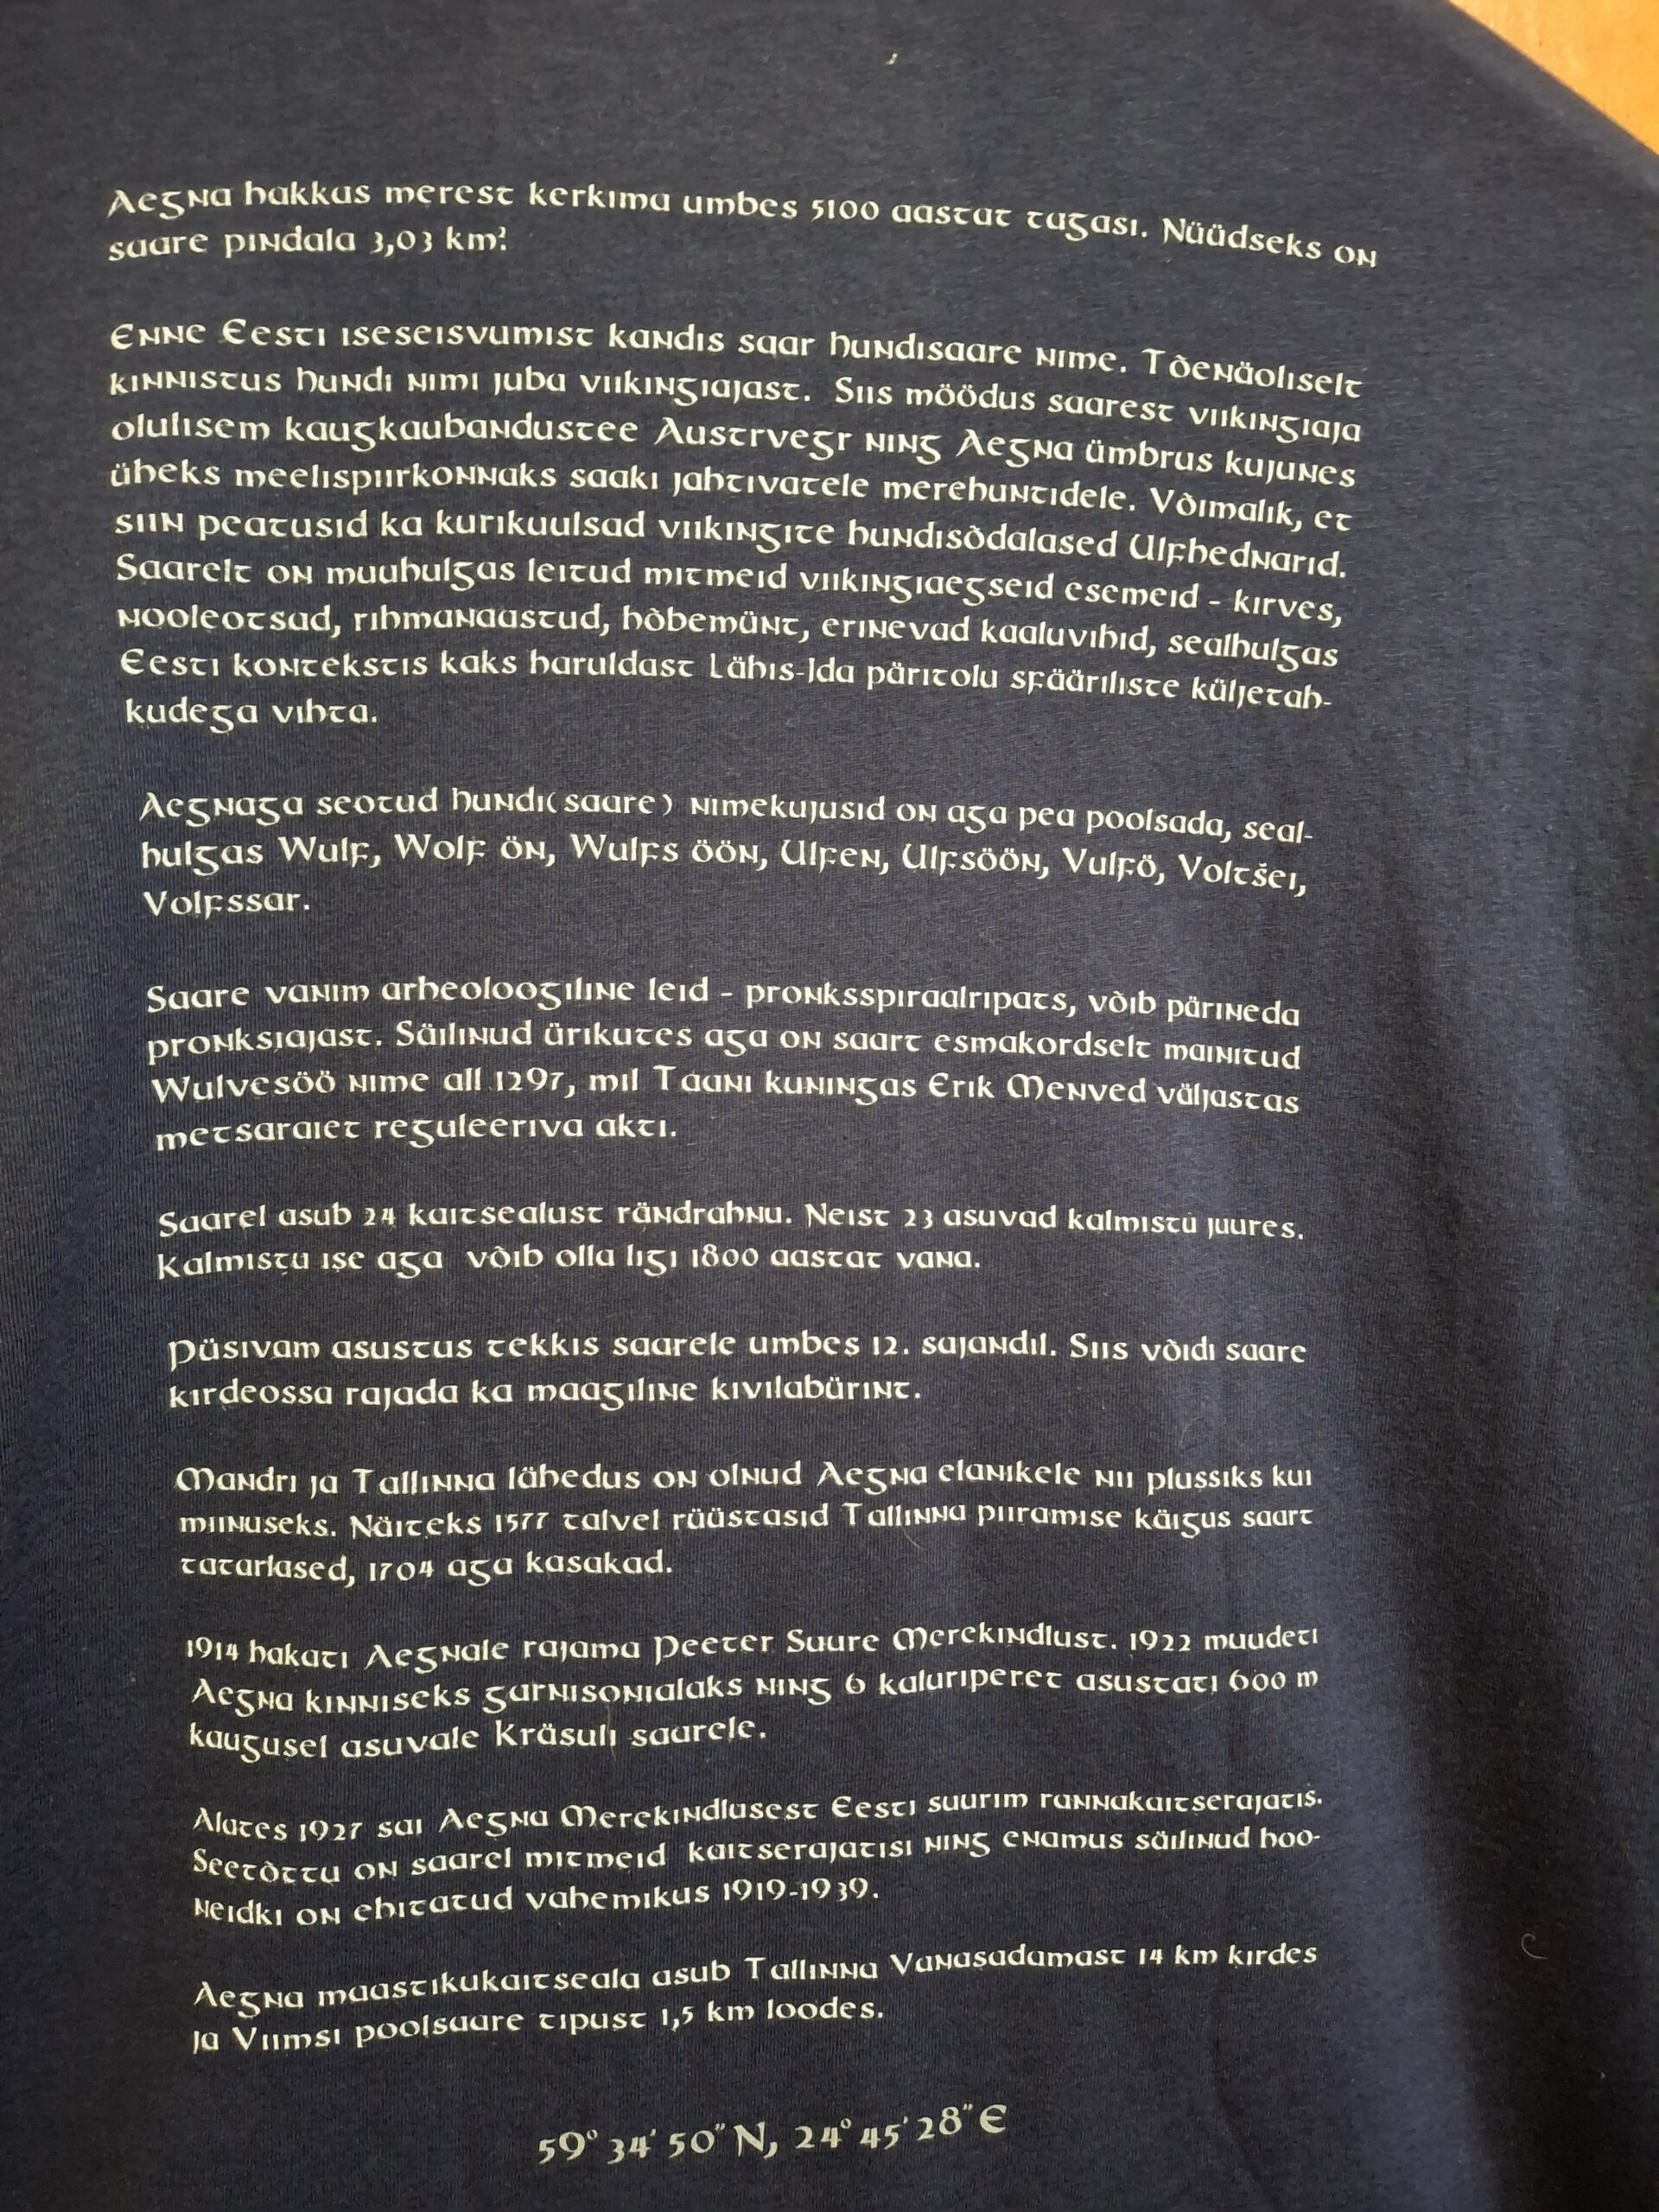 Aegna hakkas merest kerkima umbes 5100 aastat tagasi. Nüüdseks on
saare pindala 3,03 km²
Enne Eesti iseseisvumist kandis saar hundisaare nime. Tõenäoliselt
kinnistus hundi nimi juba viikingiajast. Siis möödus saarest viikingiaja
olulisem kaugkaubandustee Austrvegr ning Aegna ümbrus kujunes
üheks meelispiirkonnaks saaki jahtivatele merehuntidele. Võimalik, et
siin peatusid ka kurikuulsad viikingite hundisõdalased Ulfhednarid.
Saarelt on muuhulgas leitud mitmeid viikingiaegseid esemeid - kirves,
nooleotsad, rihmanaastud, hõbemünt, erinevad kaaluvihid, sealhulgas
Eesti kontekstis kaks haruldast Lähis-Ida päritolu sfääriliste küljetah-
kudega vihta.
Aegnaga seotud hundi(saare) nimekujusid on aga pea poolsada, seal-
hulgas Wulf, Wolf ön, Wulfs öön, Ulfen, Ulfsöön, Vulfö, Voltšei,
Volfssar.
Saare vanim arheoloogiline leid - pronksspiraalripats, võib pärineda
pronksiajast. Säilinud ürikutes aga on saart esmakordselt mainitud
Wulvesöö nime all 1297, mil Taani kuningas Erik Menved väljastas
metsaraiet reguleeriva akti.
Saarel asub 24 kaitsealust rändrahnu. Neist 23 asuvad kalmistu juures.
Kalmistu ise aga võib olla ligi 1800 aastat vana.
Püsivam asustus tekkis saarele umbes 12. sajandil. Siis võidi saare
kirdeossa rajada ka maagiline kivilabürint.
Mandri ja Tallinna lähedus on olnud Aegna elanikele nii plussiks kui
miinuseks. Näiteks 1577 talvel rüüstasid Tallinna piiramise käigus saart
tatarlased, 1704 aga kasakad.
1914 hakati Aegnale rajama Peeter Suure Merekindlust. 1922 muudeti
Aegna kinniseks garnisonialaks ning 6 kaluriperet asustati 600 m
kaugusel asuvale Kräsuli saarele.
Alates 1927 sai Aegna Merekindlusest Eesti suurim rannakaitserajatis.
Seetõttu on saarel mitmeid kaitserajatisi ning enamus säilinud hoo-
neidki on ehitatud vahemikus 1919-1939.
Aegna maastikukaitseala asub Tallinna Vanasadamast 14 km kirdes
ja Viimsi poolsaare tipust 1,5 km loodes.
59° 34' 50" N, 24° 45' 28" E